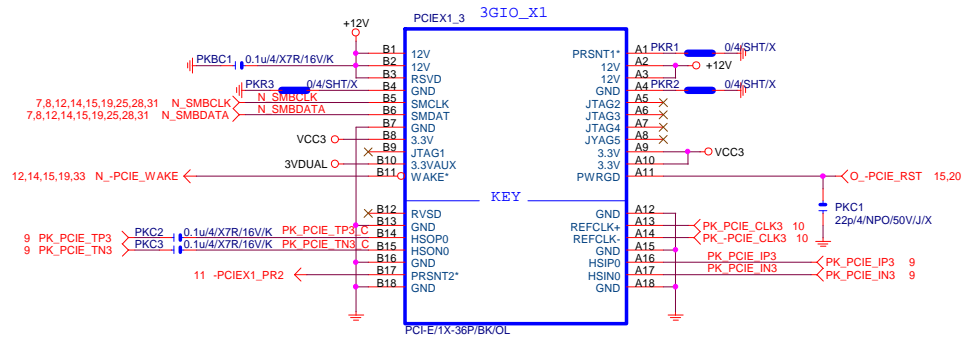 PCIEX1_3 3GIO_X1
+12V
PKBC1 0.1u/4/X7R/16V/K B1 12V PRSNT1* A1 PKR1 0/4/SHT/X
B2 12V 12V A2 +12V
B3 RSVD 12V A3
PKR3 0/4/SHT/X B4 GND GND A4 PKR2 0/4/SHT/X
7,8,12,14,15,19,25,28,31 N_SMBCLK N_SMBCLK B5 SMCLK JTAG2 A5
7,8,12,14,15,19,25,28,31 N_SMBDATA N_SMBDATA B6 SMDAT JTAG3 A6
B7 GND JTAG4 A7
VCC3 B8 3.3V JYAG5 A8
B9 JTAG1 3.3V A9 VCC3
3VDUAL B10 3.3VAUX 3.3V A10
12,14,15,19,33 N_-PCIE_WAKE B11 WAKE* PWRGD A11 O_-PCIE_RST 15,20
KEY
PKC1
22p/4/NPO/50V/J/X
B12 RVSD GND A12
B13 GND REFCLK+ A13 PK_PCIE_CLK3 10
9 PK_PCIE_TP3 PKC2 0.1u/4/X7R/16V/K PK_PCIE_TP3_C B14 HSOP0 REFCLK- A14 PK_-PCIE_CLK3 10
9 PK_PCIE_TN3 PKC3 0.1u/4/X7R/16V/K PK_PCIE_TN3_C B15 HSON0 GND A15
B16 GND HSIP0 A16 PK_PCIE_IP3 PK_PCIE_IP3 9
11 -PCIEX1_PR2 B17 PRSNT2* HSIN0 A17 PK_PCIE_IN3 PK_PCIE_IN3 9
B18 GND GND A18
PCI-E/1X-36P/BK/OL